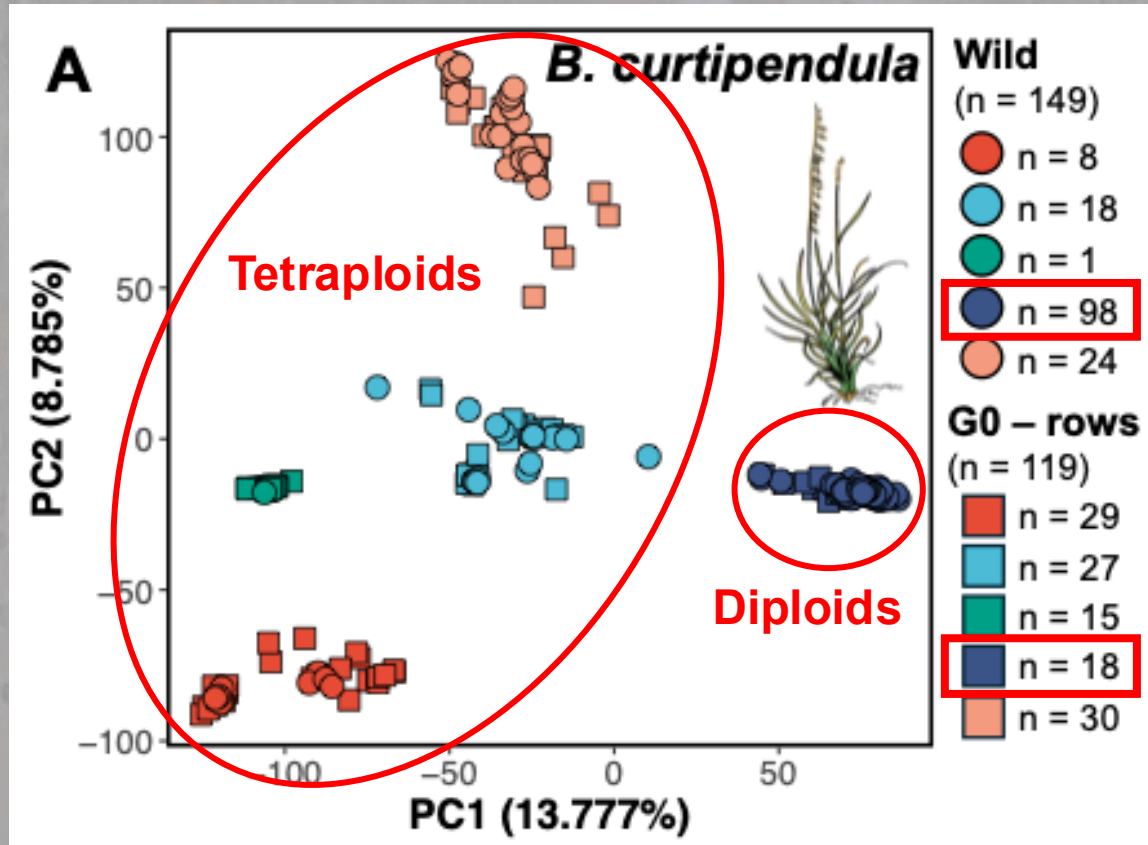 A
B. curtipendula
Tetraploids
Diploids
100
50
0
−50
−100
PC2 (8.785%)
−100
−50
0
50
PC1 (13.777%)
Wild
(n = 149)
n = 8
n = 18
n = 1
n = 98
n = 24
G0 – rows
(n = 119)
n = 29
n = 27
n = 15
n = 18
n = 30